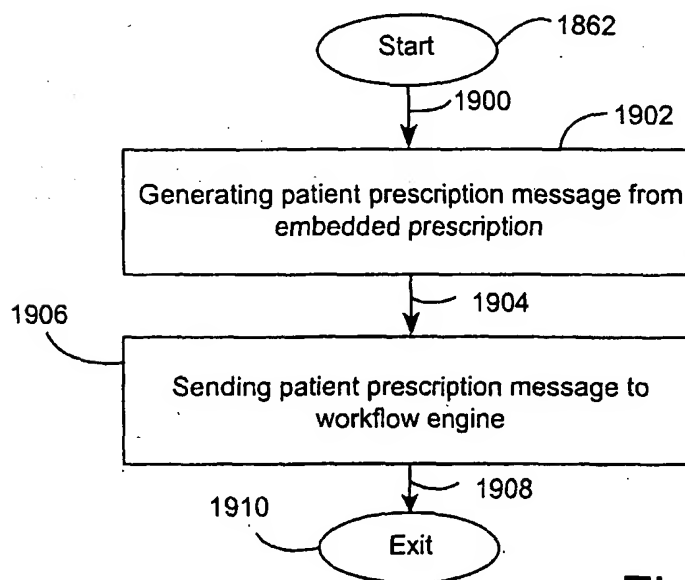 Start
1862
1900
1902
Generating patient prescription message from
embedded prescription
1904
1906
Sending patient prescription message to
workflow engine
1908
1910
Exit